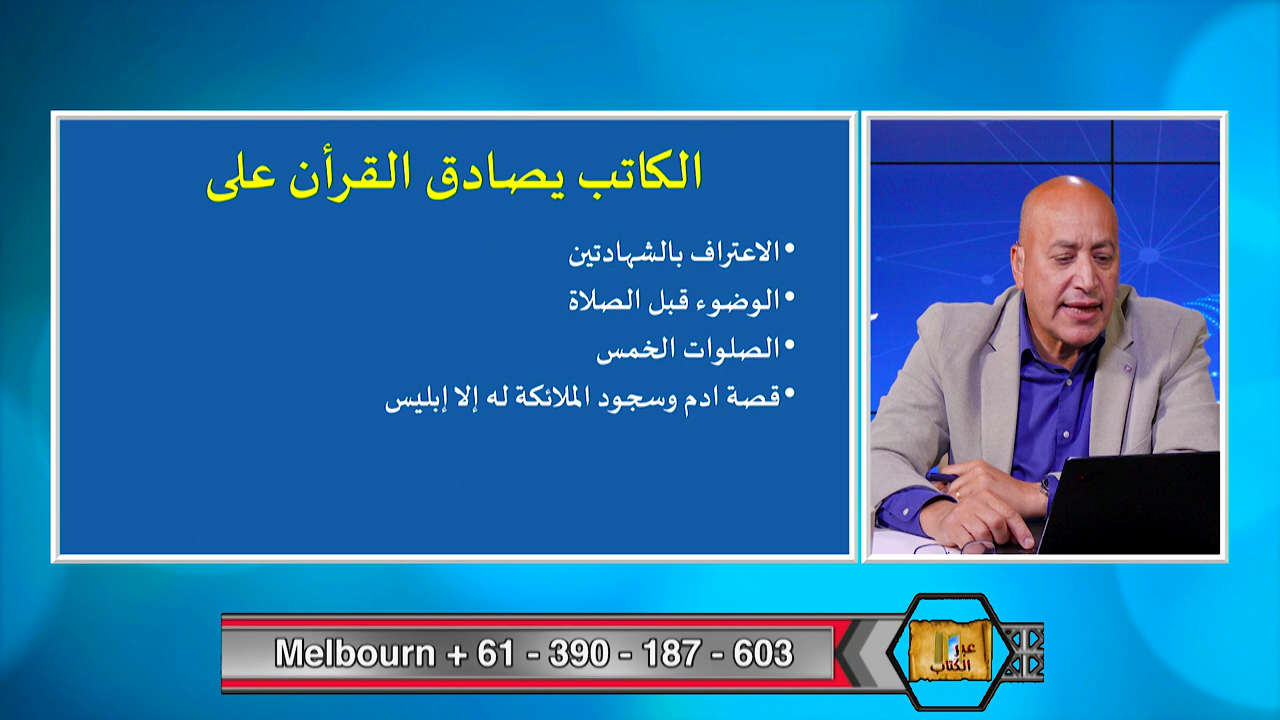 الكاتب يصادق القرأن على
• الاعتراف بالشهادتين
• الوضوء قبل الصلاة
• الصلوات الخمس
• قصة ادم وسجود الملائكة له إلا إبليس
Melbourn + 61 - 390 - 187 - 603
عبر
الكتاب